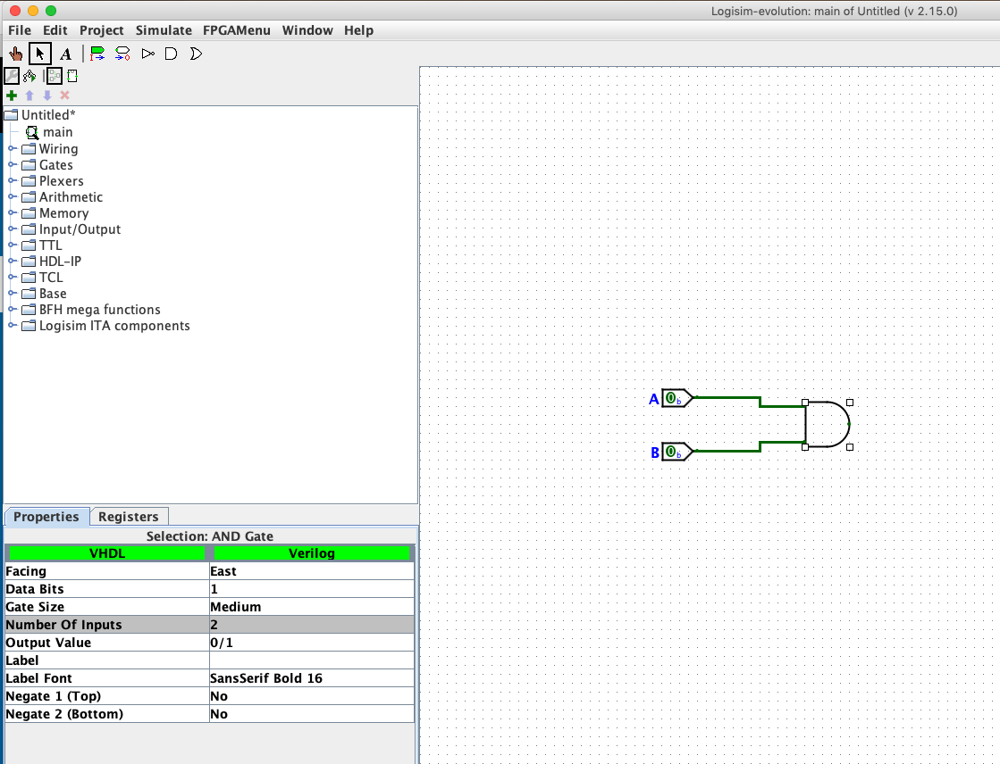 Logisim-evolution: main of Untitled (v 2.15.0)
File Edit Project Simulate FPGAMenu Window Help
A
Untitled*
main
Wiring
Gates
Plexers
Arithmetic
Memory
Input/Output
TTL
HDL-IP
TCL
Base
BFH mega functions
Logisim ITA components
A 0b
B 0b
Properties Registers
Selection: AND Gate
VHDL Verilog
Facing East
Data Bits 1
Gate Size Medium
Number Of Inputs 2
Output Value 0/1
Label
Label Font SansSerif Bold 16
Negate 1 (Top) No
Negate 2 (Bottom) No